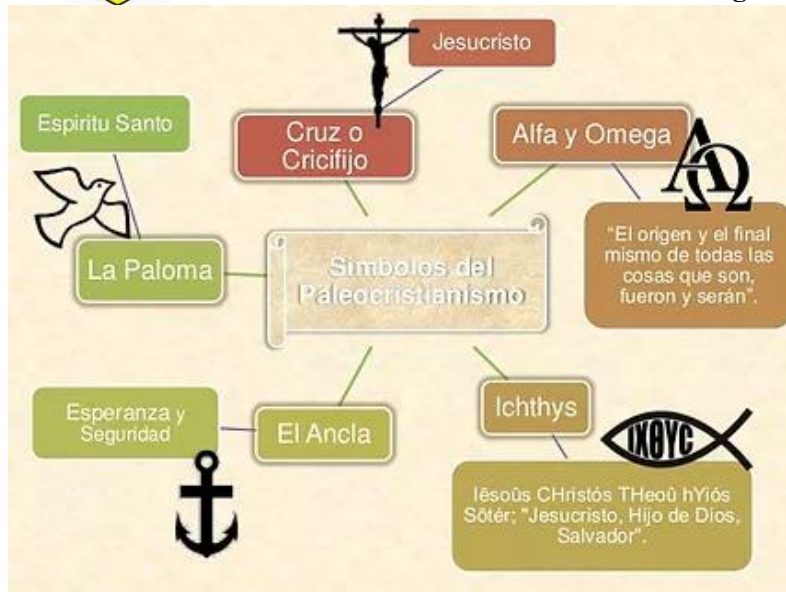 Jesucristo
Cruz o
Cricifijo
Espiritu Santo
La Paloma
Alfa y Omega
ΑΩ
"El origen y el final
mismo de todas las
cosas que son,
fueron y serán".
Simbolos del
Paleocristianismo
Esperanza y
Seguridad
El Ancla
Ichthys
ΙΧΘΥC
Iēsoûs CHristós THeoû hYiós
Sōtér; "Jesucristo, Hijo de Dios,
Salvador".